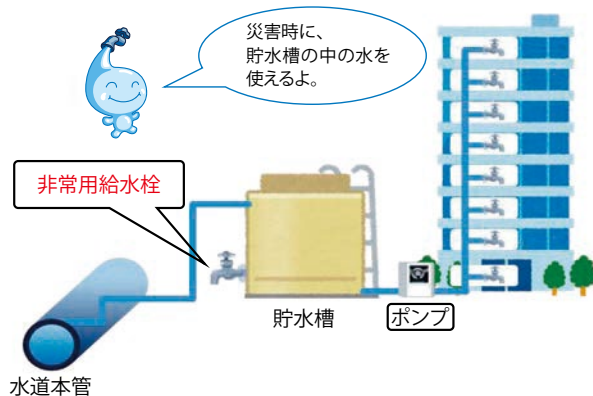 災害時に、
貯水槽の中の水を
使えるよ。
非常用給水栓
貯水槽
ポンプ
水道本管